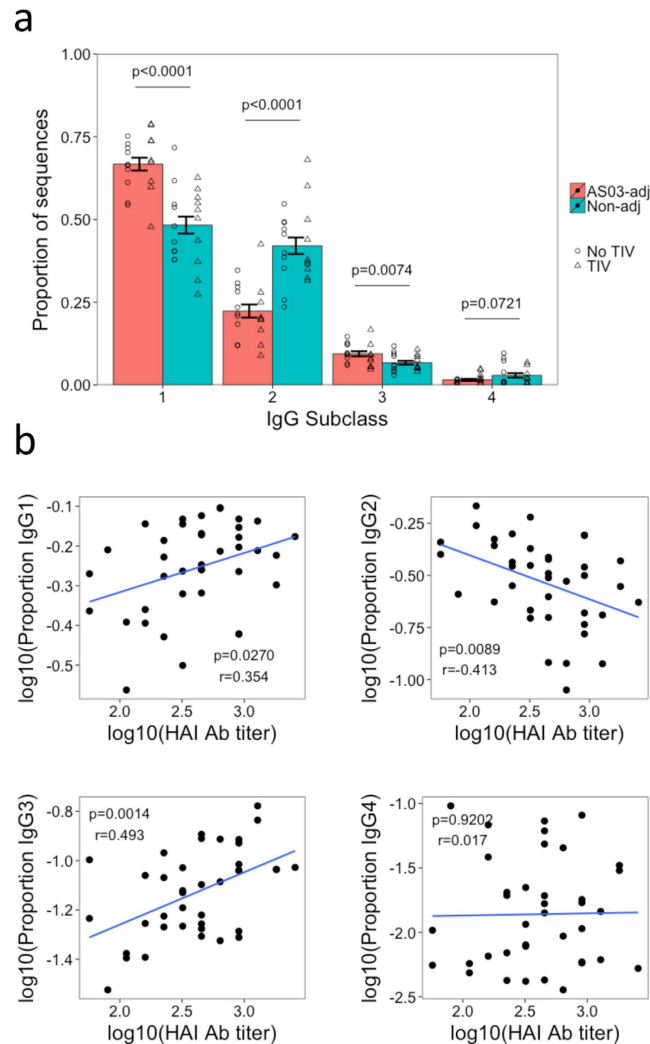 a
p<0.0001
p<0.0001
p=0.0074
p=0.0721
Proportion of sequences
1.00
0.75
0.50
0.25
0.00
1 2 3 4
IgG Subclass
AS03-adj
Non-adj
No TIV
TIV
b
log10(Proportion IgG1)
-0.1
-0.2
-0.3
-0.4
-0.5
p=0.0270
r=0.354
2.0 2.5 3.0
log10(HAI Ab titer)
log10(Proportion IgG2)
-0.25
-0.50
-0.75
-1.00
p=0.0089
r=-0.413
2.0 2.5 3.0
log10(HAI Ab titer)
log10(Proportion IgG3)
-0.8
-1.0
-1.2
-1.4
p=0.0014
r=0.493
2.0 2.5 3.0
log10(HAI Ab titer)
log10(Proportion IgG4)
-1.0
-1.5
-2.0
-2.5
p=0.9202
r=0.017
2.0 2.5 3.0
log10(HAI Ab titer)